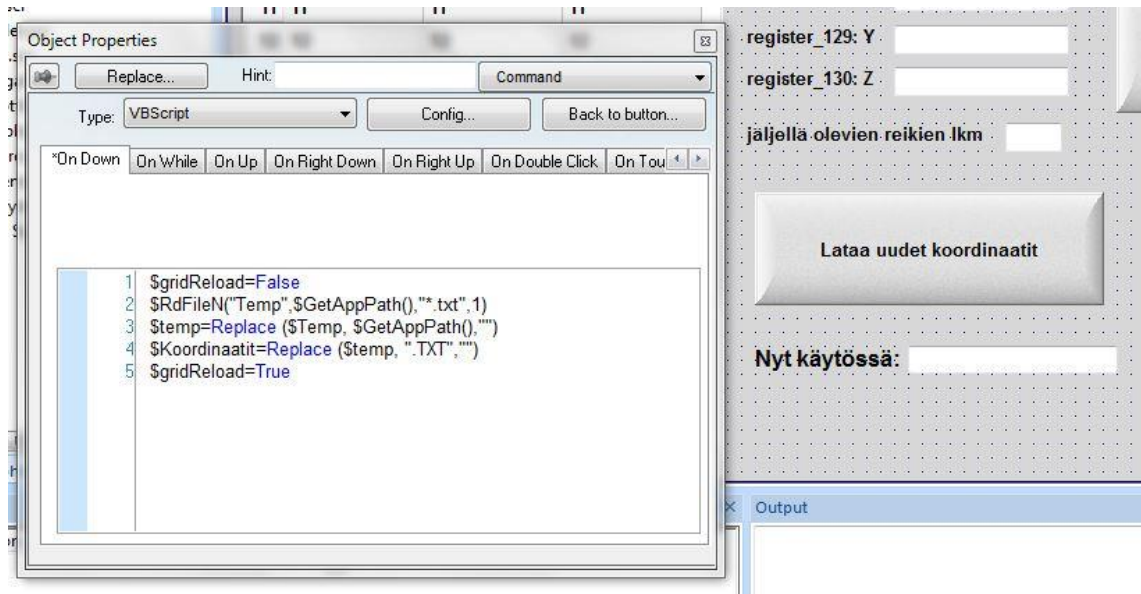 Object Properties
Replace...
Hint:
Command
Type:
VBScript
Config...
Back to button...
*On Down
On While
On Up
On Right Down
On Right Up
On Double Click
On Tou
1 $gridReload=False
2 $RdFileN("Temp",$GetAppPath(),"*.txt",1)
3 $temp=Replace ($Temp, $GetAppPath(),"")
4 $Koordinaatit=Replace ($temp, ".TXT","")
5 $gridReload=True
register_129: Y
register_130: Z
jäljellä olevien reikien lkm
Lataa uudet koordinaatit
Nyt käytössä:
Output